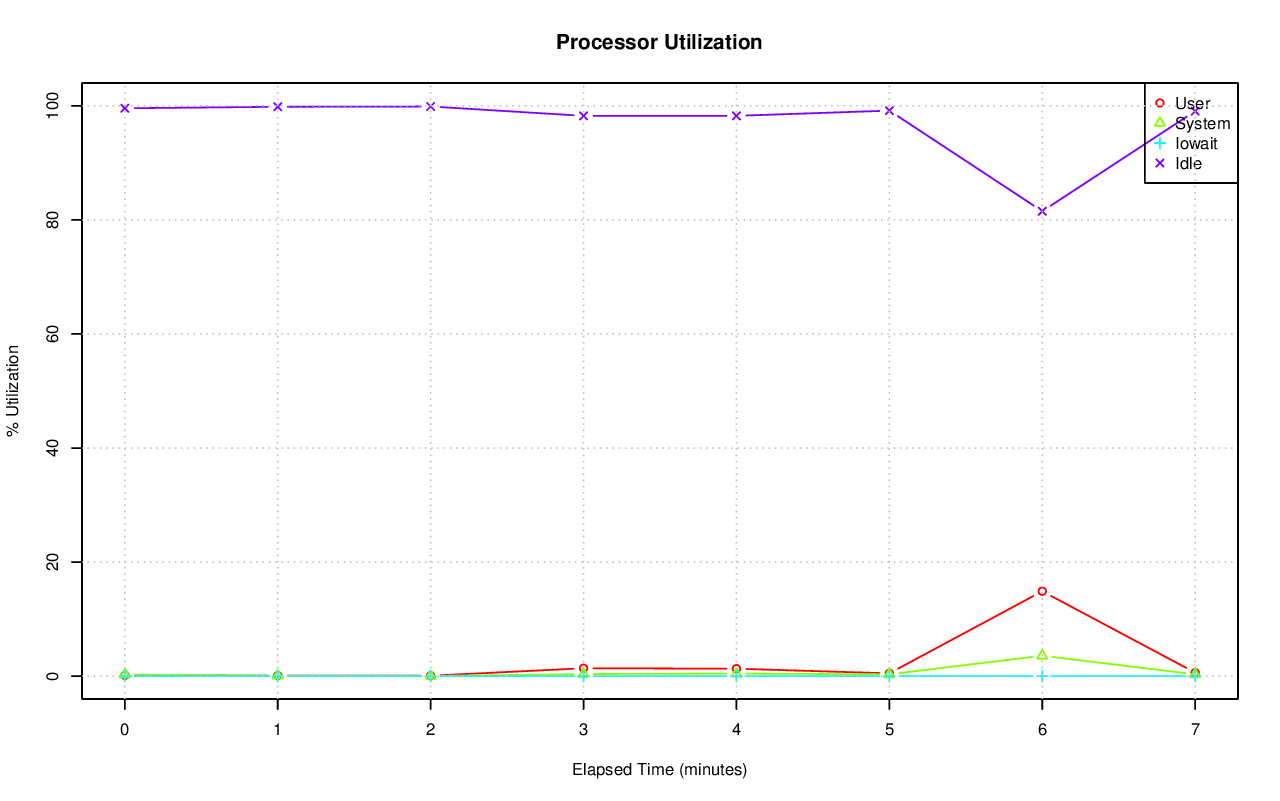 Processor Utilization
% Utilization
100
80
60
40
20
0
User
System
Iowait
Idle
0 1 2 3 4 5 6 7
Elapsed Time (minutes)